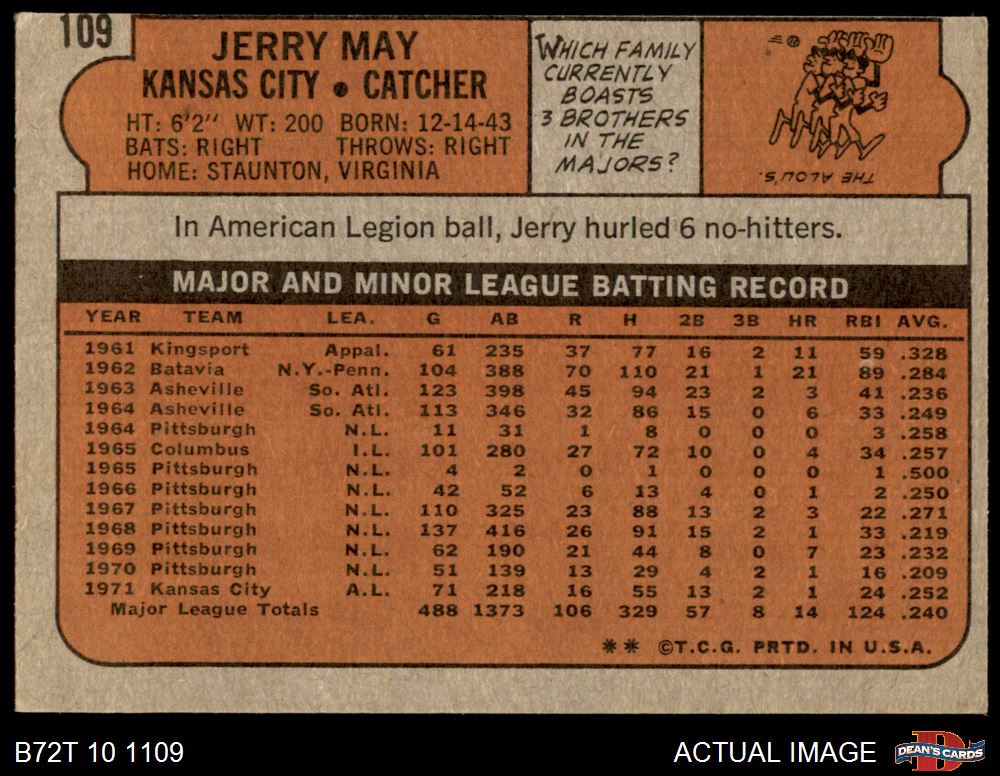 109
JERRY MAY
KANSAS CITY • CATCHER
HT: 6'2" WT: 200 BORN: 12-14-43
BATS: RIGHT THROWS: RIGHT
HOME: STAUNTON, VIRGINIA
WHICH FAMILY
CURRENTLY
BOASTS
3 BROTHERS
IN THE
MAJORS?
THE ALOU'S.
In American Legion ball, Jerry hurled 6 no-hitters.
MAJOR AND MINOR LEAGUE BATTING RECORD
YEAR TEAM LEA. G AB R H 2B 3B HR RBI AVG.
1961 Kingsport Appal. 61 235 37 77 16 2 11 59 .328
1962 Batavia N.Y.-Penn. 104 388 70 110 21 1 21 89 .284
1963 Asheville So. Atl. 123 398 45 94 23 2 3 41 .236
1964 Asheville So. Atl. 113 346 32 86 15 0 6 33 .249
1964 Pittsburgh N.L. 11 31 1 8 0 0 0 3 .258
1965 Columbus I.L. 101 280 27 72 10 0 4 34 .257
1965 Pittsburgh N.L. 4 2 0 1 0 0 0 1 .500
1966 Pittsburgh N.L. 42 52 6 13 4 0 1 2 .250
1967 Pittsburgh N.L. 110 325 23 88 13 2 3 22 .271
1968 Pittsburgh N.L. 137 416 26 91 15 2 1 33 .219
1969 Pittsburgh N.L. 62 190 21 44 8 0 7 23 .232
1970 Pittsburgh N.L. 51 139 13 29 4 2 1 16 .209
1971 Kansas City A.L. 71 218 16 55 13 2 1 24 .252
Major League Totals 488 1373 106 329 57 8 14 124 .240
** ©T.C.G. PRTD. IN U.S.A.
B72T 10 1109
ACTUAL IMAGE
D
DEAN'S CARDS